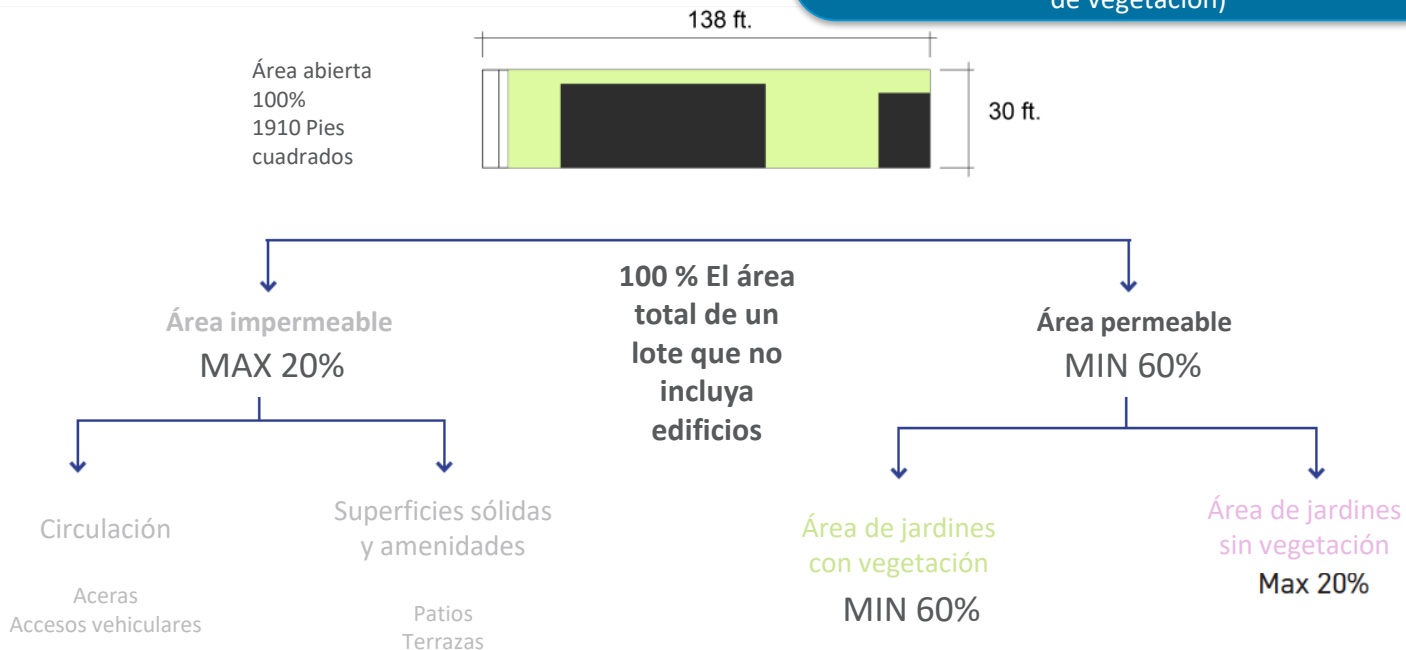 de vegetación)
138 ft.
Área abierta
100%
1910 Pies
cuadrados
30 ft.
100 % El área
total de un
lote que no
incluya
edificios
Área impermeable
MAX 20%
Área permeable
MIN 60%
Circulación
Aceras
Accesos vehiculares
Superficies sólidas
y amenidades
Patios
Terrazas
Área de jardines
con vegetación
MIN 60%
Área de jardines
sin vegetación
Max 20%